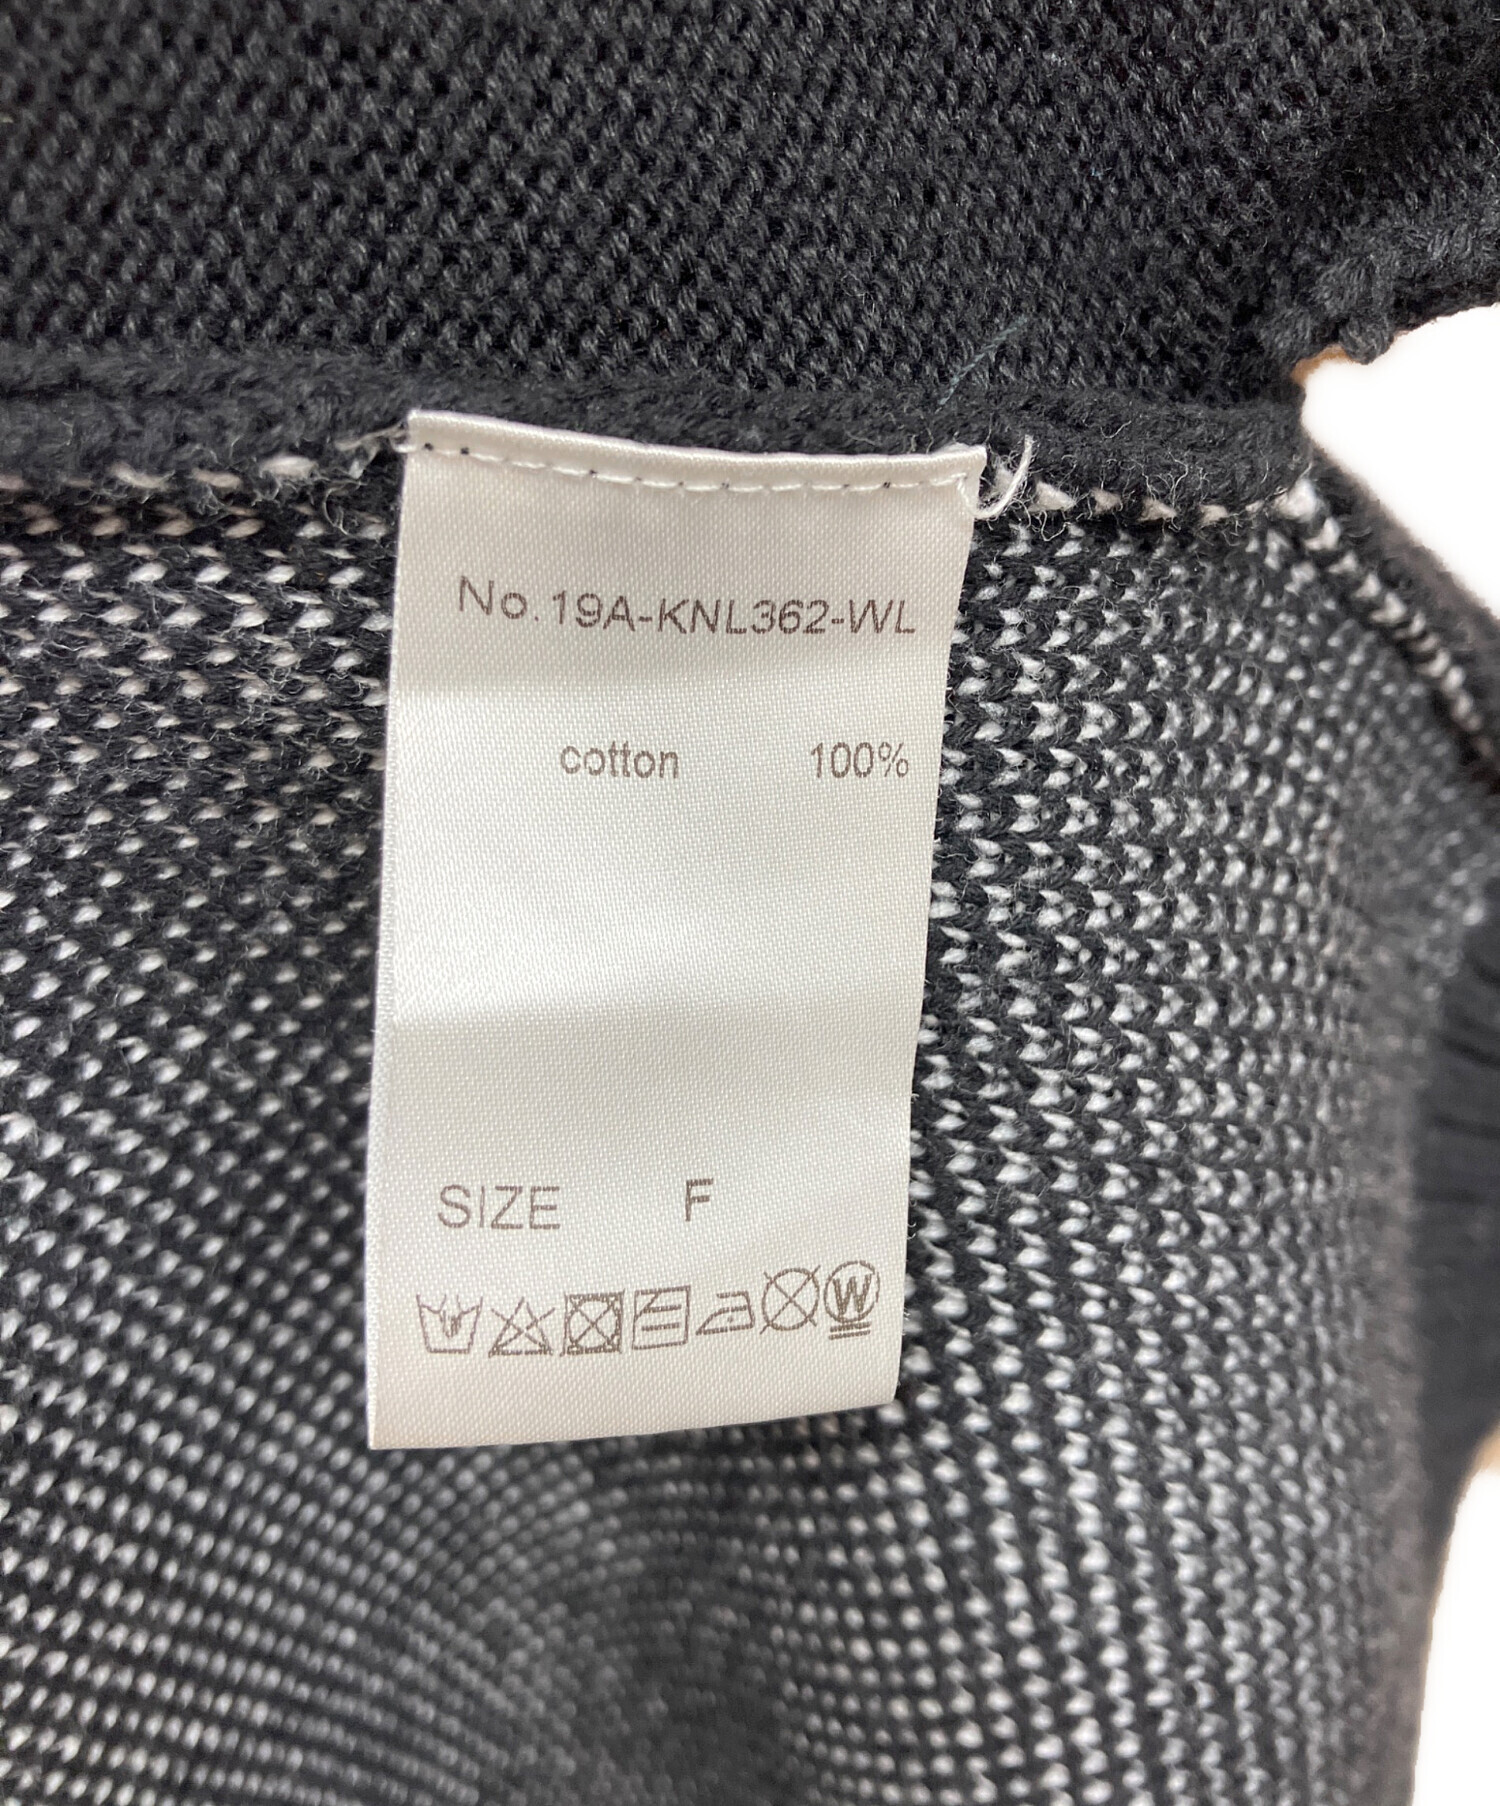 No.19A-KNL362-WL
cotton 100%
SIZE F
W